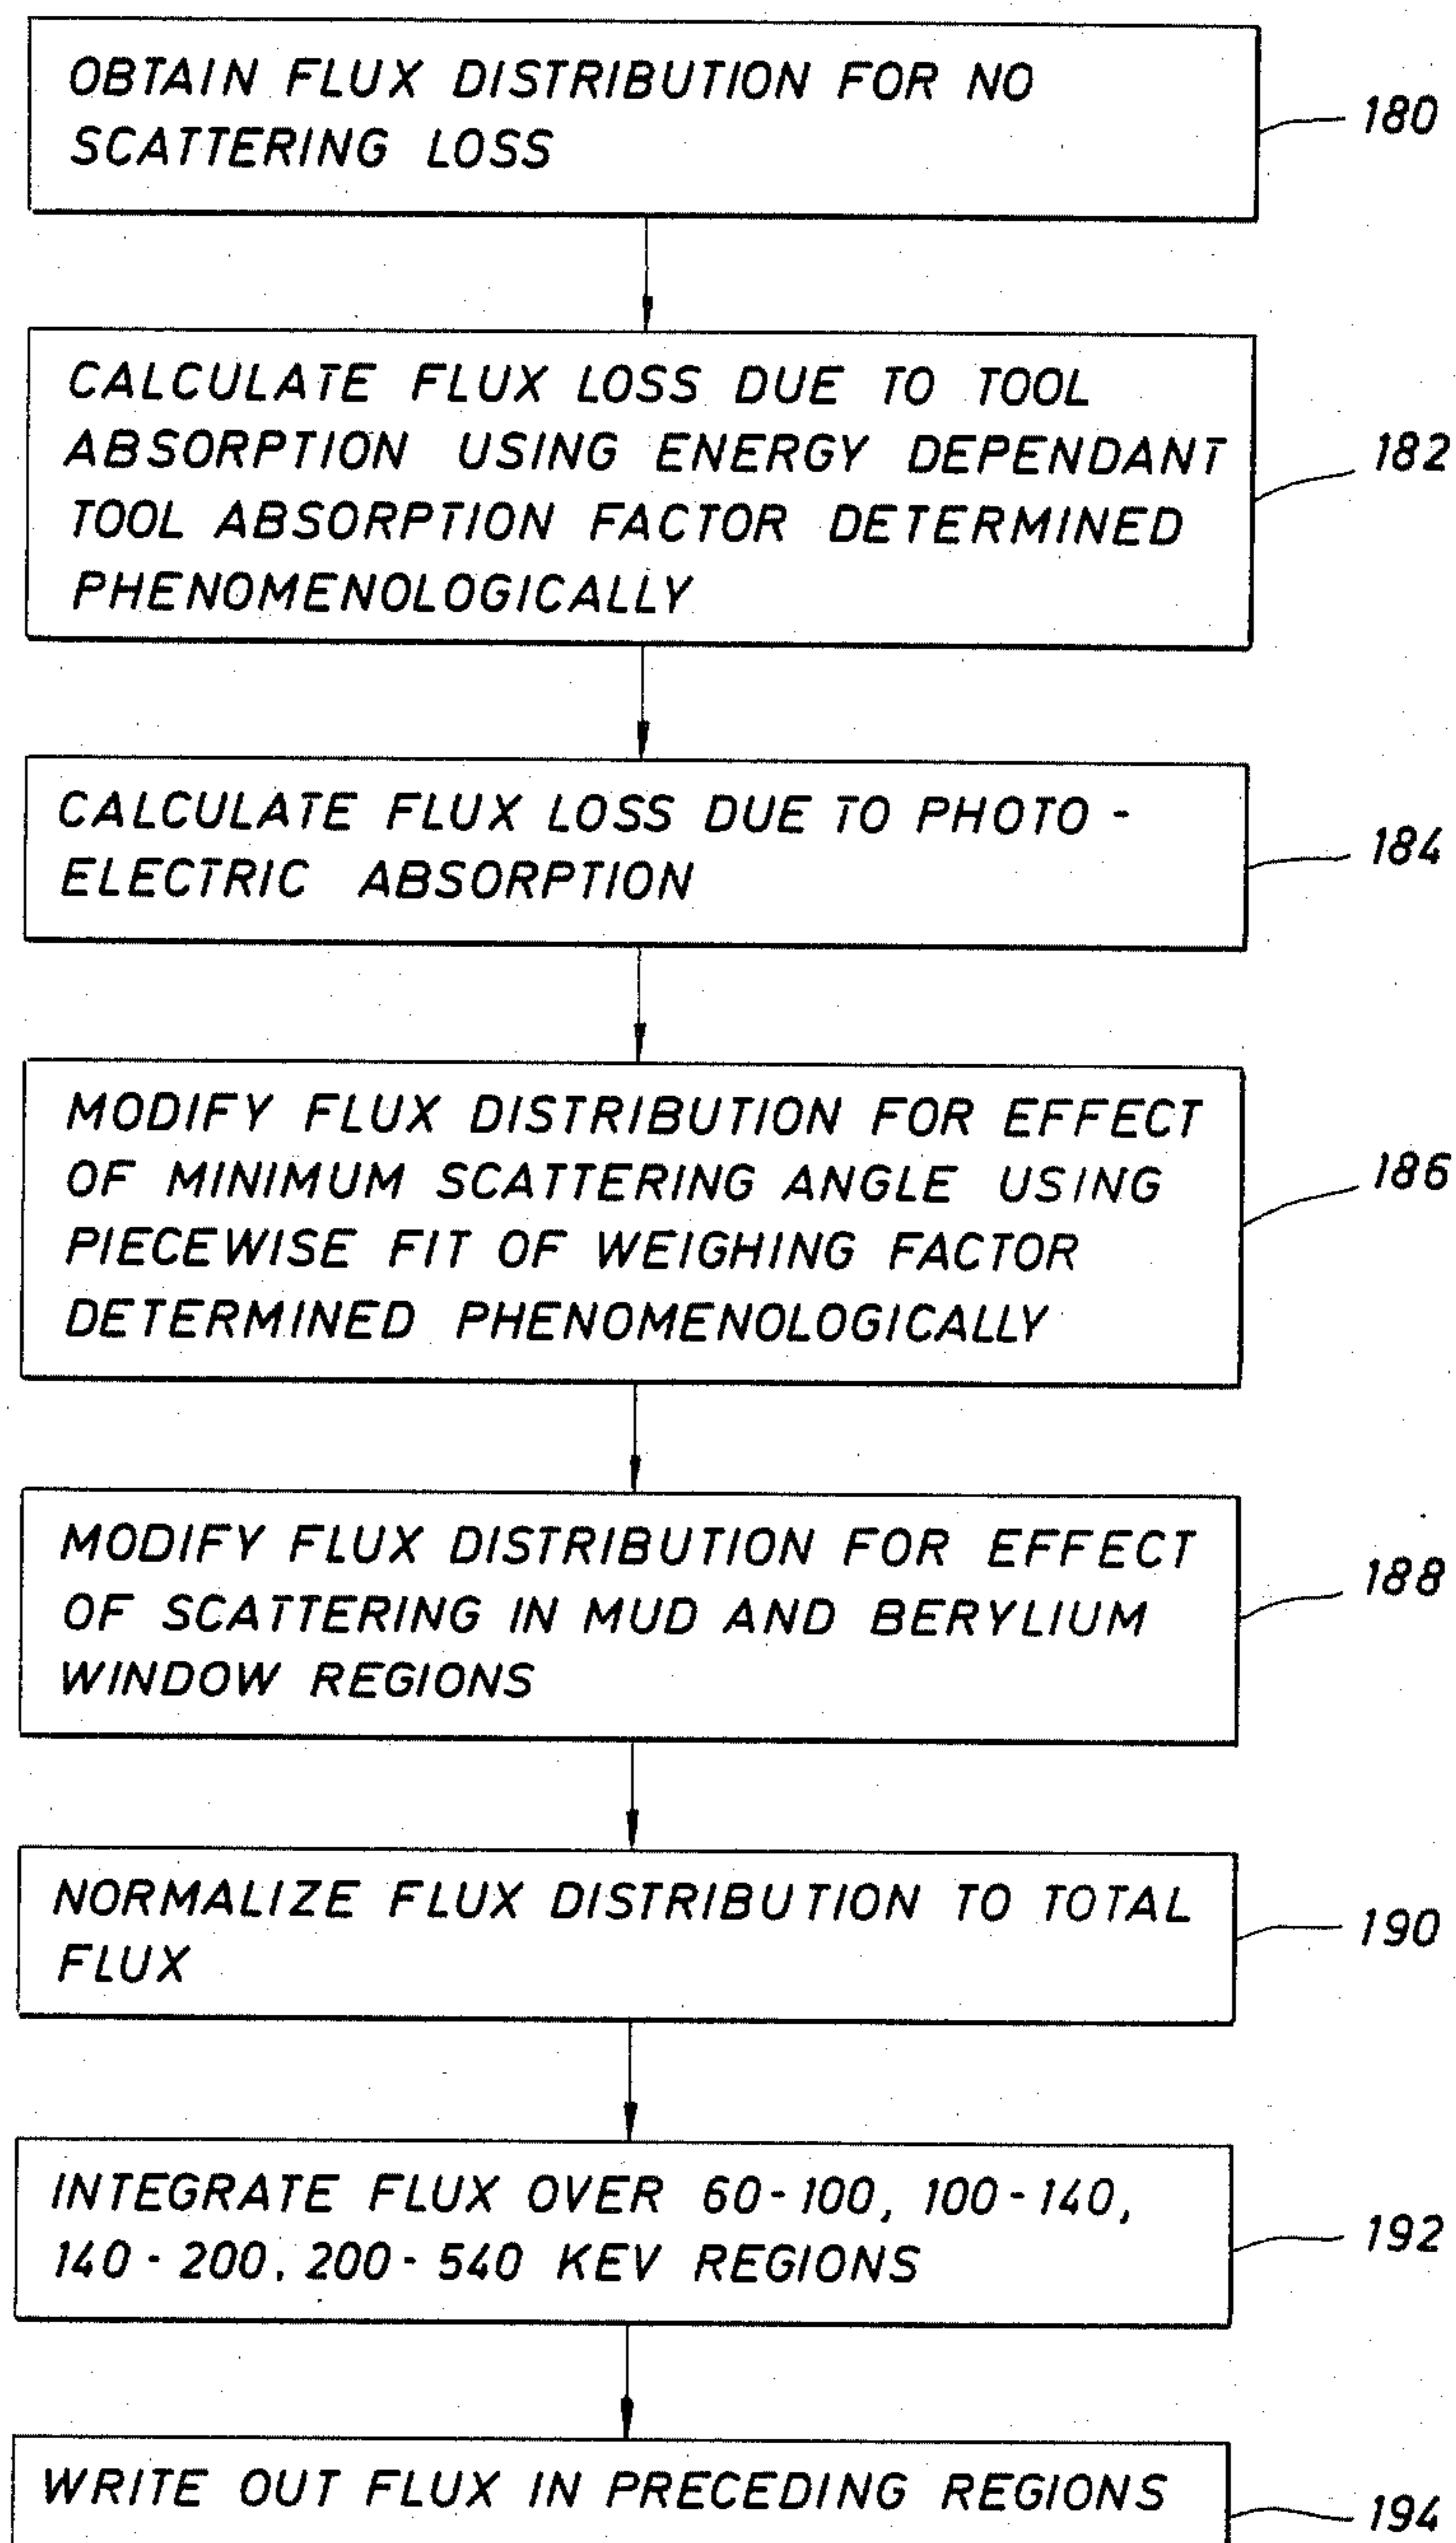 OBTAIN FLUX DISTRIBUTION FOR NO
SCATTERING LOSS
180
CALCULATE FLUX LOSS DUE TO TOOL
ABSORPTION USING ENERGY DEPENDANT
TOOL ABSORPTION FACTOR DETERMINED
PHENOMENOLOGICALLY
182
CALCULATE FLUX LOSS DUE TO PHOTO -
ELECTRIC ABSORPTION
184
MODIFY FLUX DISTRIBUTION FOR EFFECT
OF MINIMUM SCATTERING ANGLE USING
PIECEWISE FIT OF WEIGHING FACTOR
DETERMINED PHENOMENOLOGICALLY
186
MODIFY FLUX DISTRIBUTION FOR EFFECT
OF SCATTERING IN MUD AND BERYLIUM
WINDOW REGIONS
188
NORMALIZE FLUX DISTRIBUTION TO TOTAL
FLUX
190
INTEGRATE FLUX OVER 60-100, 100-140,
140-200, 200-540 KEV REGIONS
192
WRITE OUT FLUX IN PRECEDING REGIONS
194